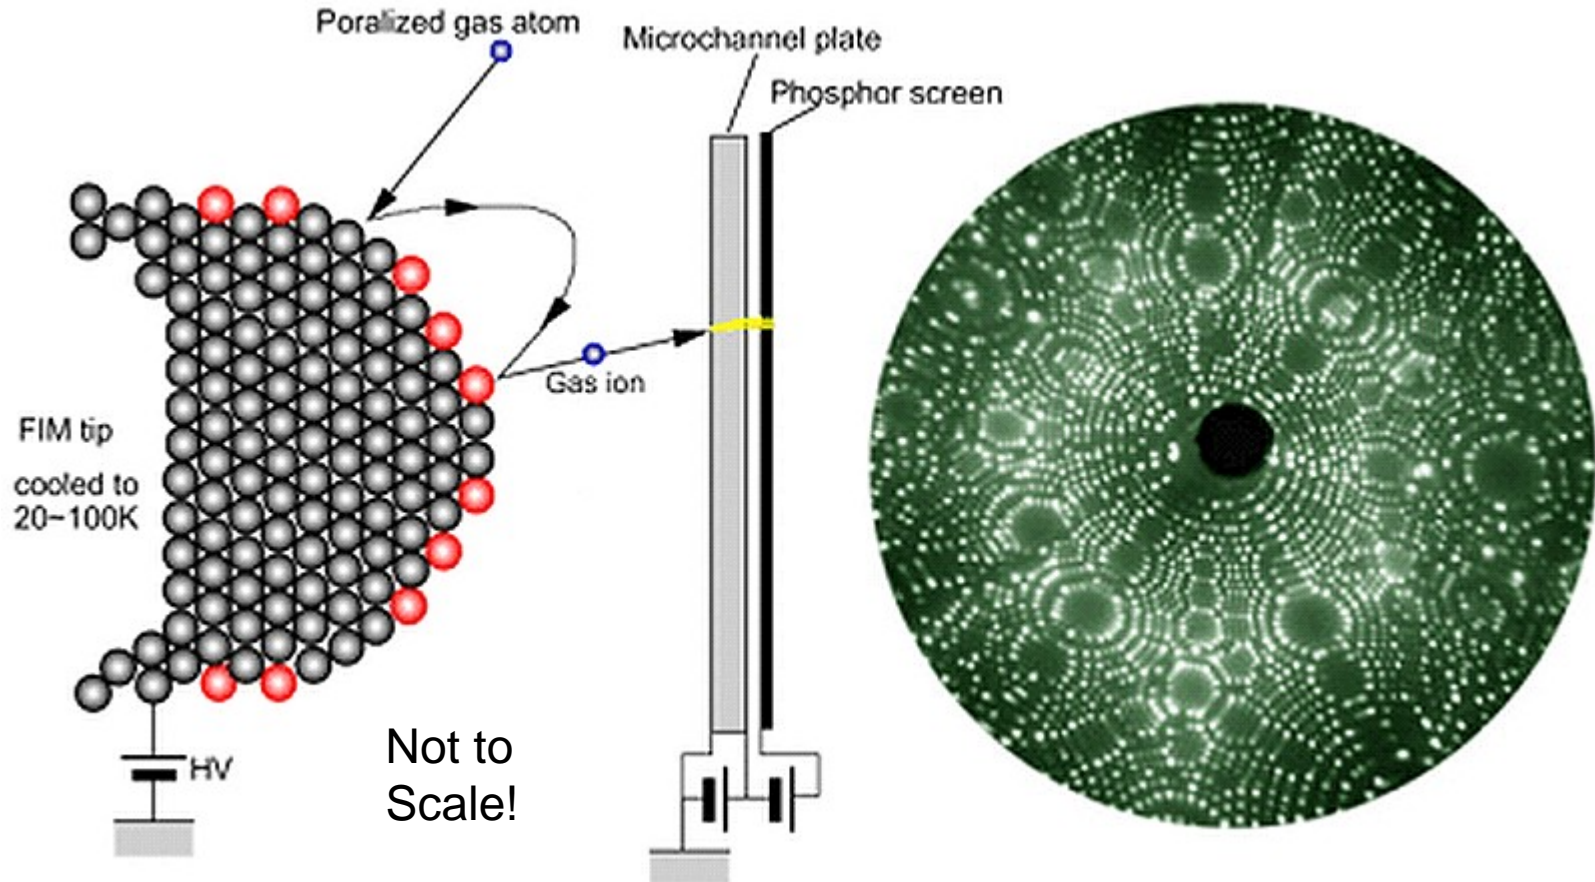 Poralized gas atom
Microchannel plate
Phosphor screen
Gas ion
FIM tip
cooled to
20~100K
HV
Not to
Scale!